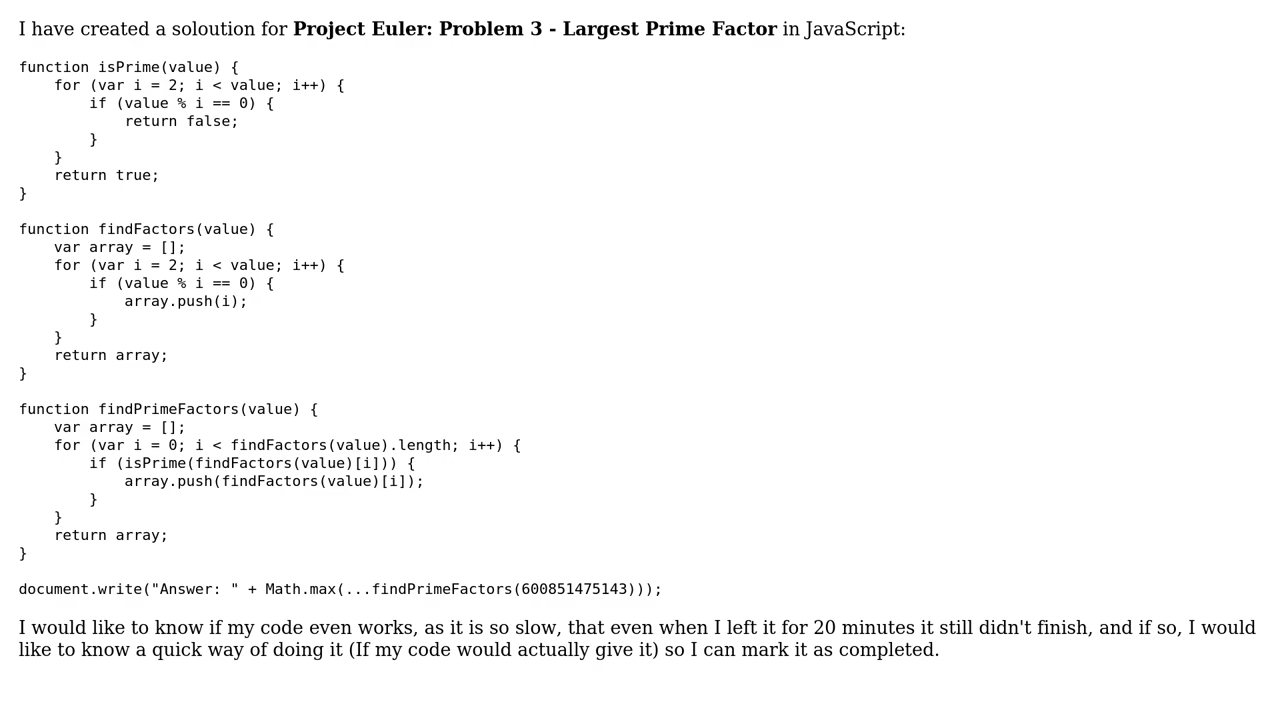 I have created a soloution for Project Euler: Problem 3 - Largest Prime Factor in JavaScript:
function isPrime(value) {
    for (var i = 2; i < value; i++) {
        if (value % i == 0) {
            return false;
        }
    }
    return true;
}
function findFactors(value) {
    var array = [];
    for (var i = 2; i < value; i++) {
        if (value % i == 0) {
            array.push(i);
        }
    }
    return array;
}
function findPrimeFactors(value) {
    var array = [];
    for (var i = 0; i < findFactors(value).length; i++) {
        if (isPrime(findFactors(value)[i])) {
            array.push(findFactors(value)[i]);
        }
    }
    return array;
}
document.write("Answer: " + Math.max(...findPrimeFactors(600851475143)));
I would like to know if my code even works, as it is so slow, that even when I left it for 20 minutes it still didn't finish, and if so, I would
like to know a quick way of doing it (If my code would actually give it) so I can mark it as completed.